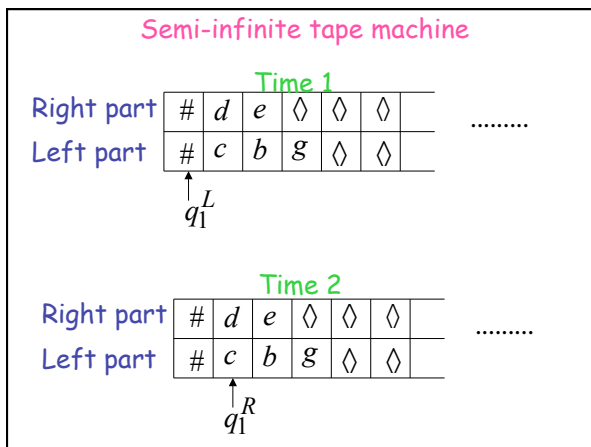 Semi-infinite tape machine
Time 1
Right part # d e ◊ ◊ ◊ .........
Left part # c b g ◊ ◊
q₁ᴸ
Time 2
Right part # d e ◊ ◊ ◊ .........
Left part # c b g ◊ ◊
q₁ᴿ